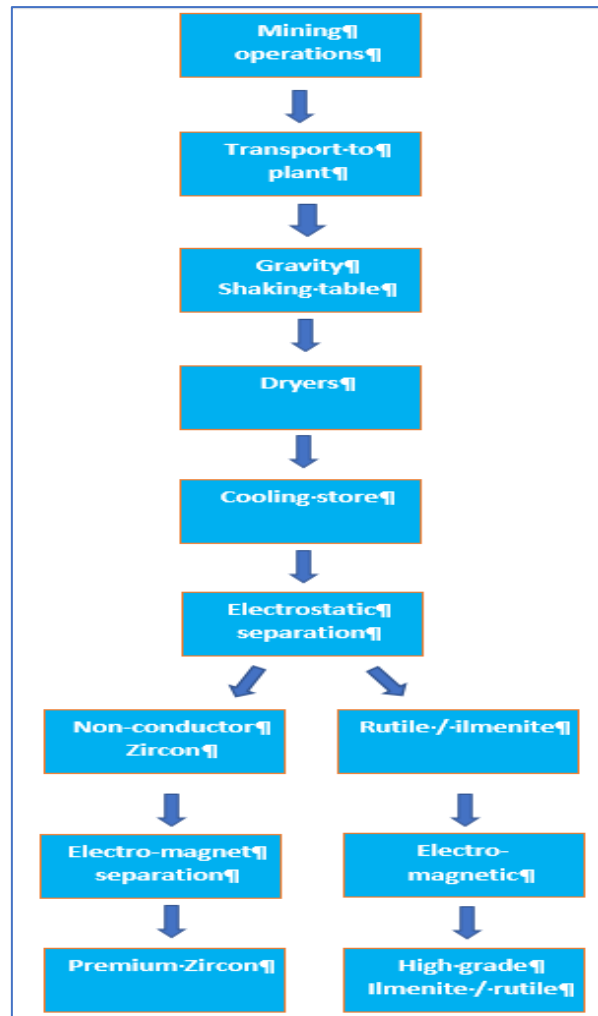 Mining¶
operations¶
Transport·to¶
plant¶
Gravity¶
Shaking·table¶
Dryers¶
Cooling·store¶
Electrostatic¶
separation¶
Non-conductor¶
Zircon¶
Rutile·/·ilmenite¶
Electro-magnet¶
separation¶
Electro-
magnetic¶
Premium·Zircon¶
High-grade¶
Ilmenite·/·rutile¶